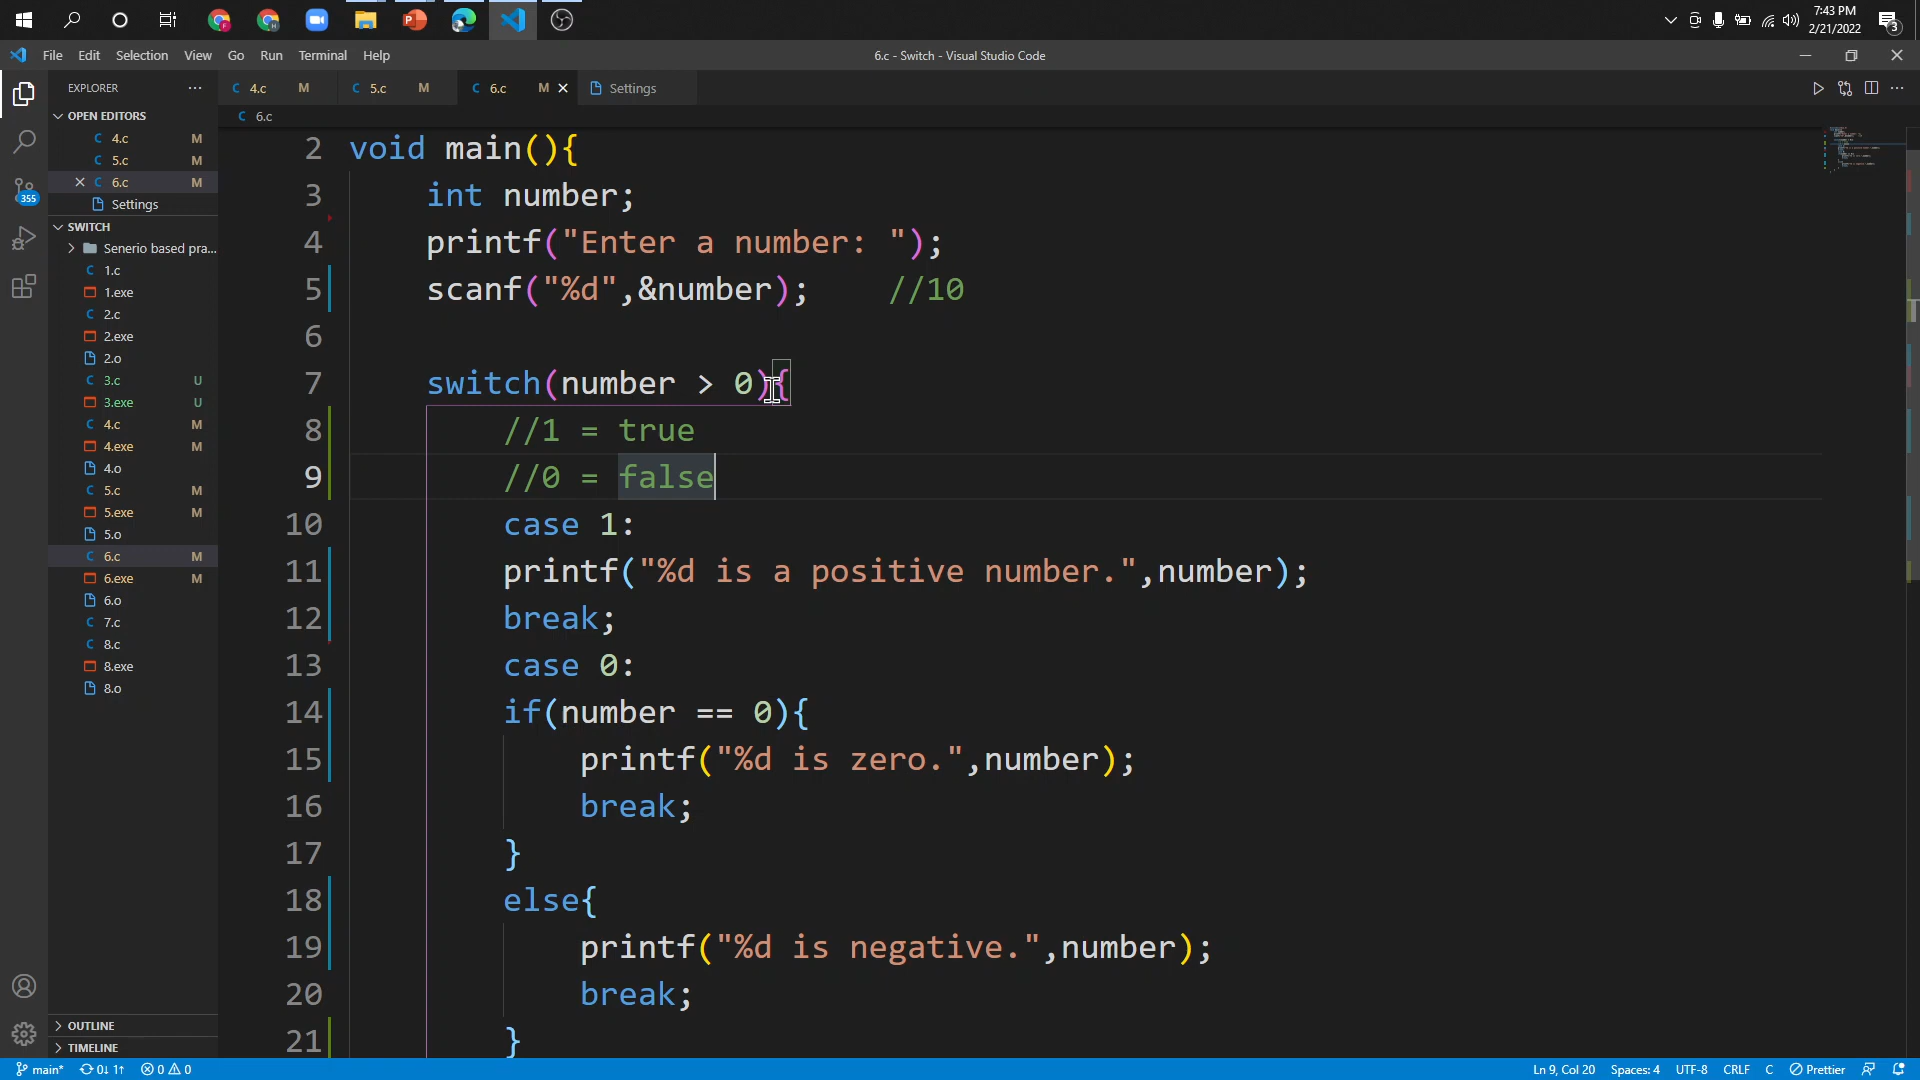 7:43 PM
2/21/2022
3
File Edit Selection View Go Run Terminal Help
6.c - Switch - Visual Studio Code
EXPLORER
4.c M
5.c M
6.c M
Settings
OPEN EDITORS
6.c
4.c M
5.c M
6.c M
Settings
355
SWITCH
Senerio based pra...
1.c
1.exe
2.c
2.exe
2.o
3.c U
3.exe U
4.c M
4.exe M
4.o
5.c M
5.exe M
5.o
6.c M
6.exe M
6.o
7.c
8.c
8.exe
8.o
OUTLINE
TIMELINE
2 void main(){
3 int number;
4 printf("Enter a number: ");
5 scanf("%d",&number); //10
6
7 switch(number > 0){
8 //1 = true
9 //0 = false
10 case 1:
11 printf("%d is a positive number.",number);
12 break;
13 case 0:
14 if(number == 0){
15 printf("%d is zero.",number);
16 break;
17 }
18 else{
19 printf("%d is negative.",number);
20 break;
21 }
main* 0↓ 1↑ 0 0
Ln 9, Col 20 Spaces: 4 UTF-8 CRLF C Prettier